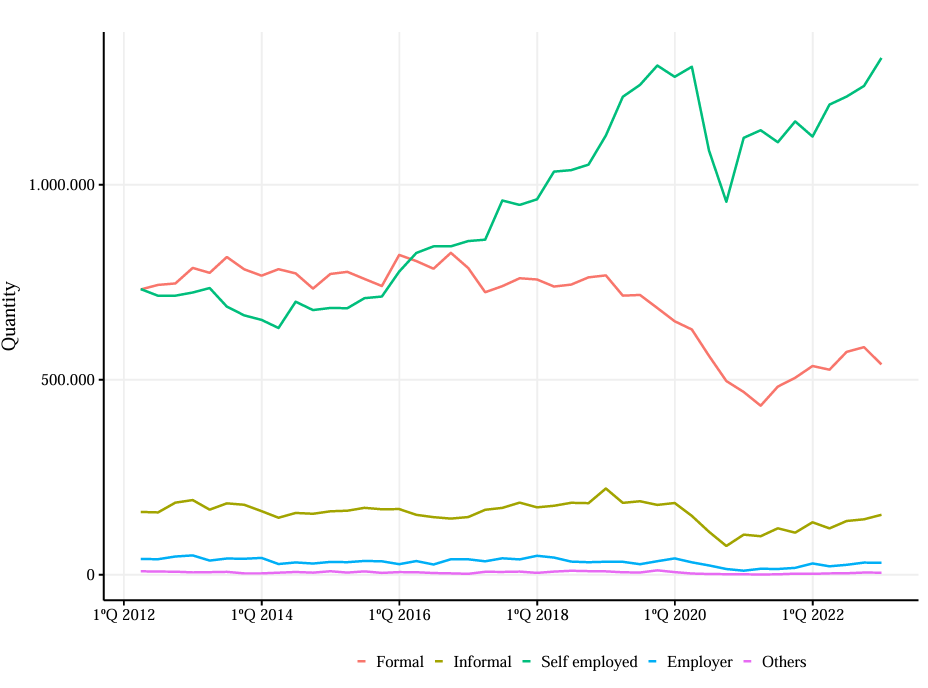 Quantity
1.000.000
500.000
0
1ºQ 2012 1ºQ 2014 1ºQ 2016 1ºQ 2018 1ºQ 2020 1ºQ 2022
Formal Informal Self employed Employer Others